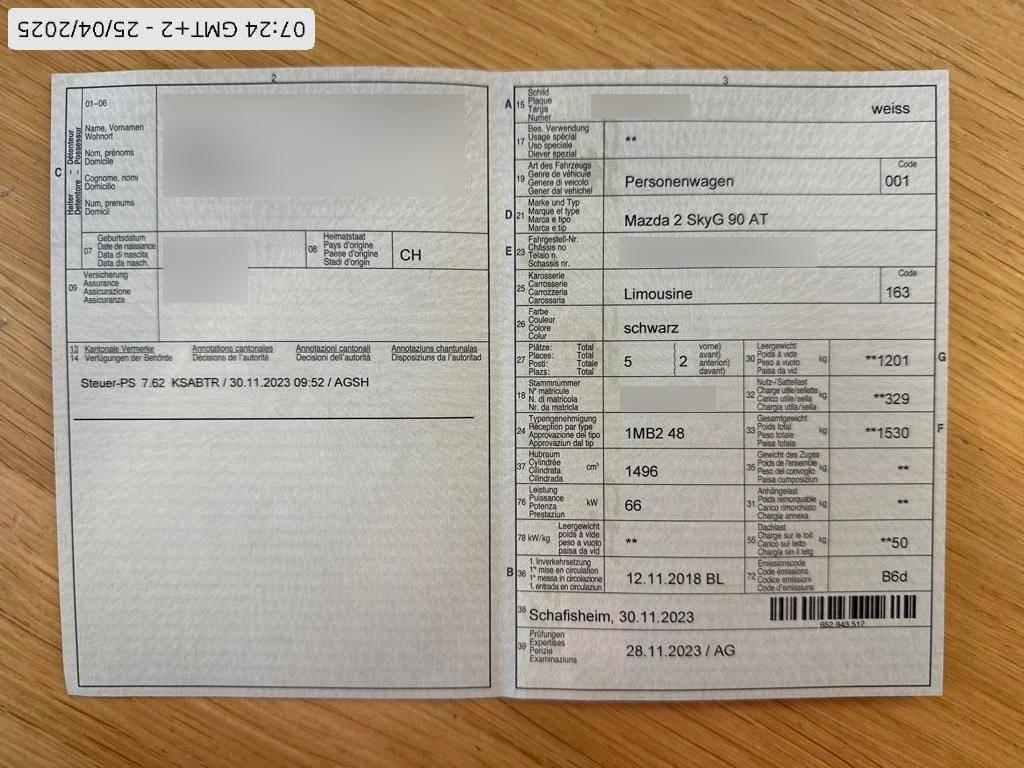 07:24 GMT+2 - 25/04/2025
2
01-06
C
Halter – Détenteur
Detentore – Possessur
Name, Vornamen
Wohnort
Nom, prénoms
Domicile
Cognome, nomi
Domicilio
Num, prenums
Domicil
07
Geburtsdatum
Date de naissance
Data di nascita
Data da nasch.
08
Heimatstaat
Pays d'origine
Paese d'origine
Stadi d'origin
CH
09
Versicherung
Assurance
Assicurazione
Assicuranza
13 Kantonale Vermerke
14 Verfügungen der Behörde
Annotations cantonales
Décisions de l'autorité
Annotazioni cantonali
Decisioni dell'autorità
Annotaziuns chantunalas
Disposiziuns da l'autoritad
Steuer-PS 7.62 KSABTR / 30.11.2023 09:52 / AGSH
3
A 15
Schild
Plaque
Targa
Numer
weiss
17
Bes. Verwendung
Usage spécial
Uso speciale
Diever spezial
**
19
Art des Fahrzeugs
Genre de véhicule
Genere di veicolo
Gener dal vehichel
Personenwagen
Code
001
D 21
Marke und Typ
Marque et type
Marca e tipo
Marca e tip
Mazda 2 SkyG 90 AT
E 23
Fahrgestell-Nr.
Châssis no
Telaio n.
Schassis nr.
25
Karosserie
Carrosserie
Carrozzeria
Carossaria
Limousine
Code
163
26
Farbe
Couleur
Colore
Colur
schwarz
27
Plätze: Total
Places: Total
Posti: Totale
Plazs: Total
5
2
vorne)
avant)
anteriori)
davant)
30
Leergewicht
Poids à vide
Peso a vuoto
Paisa da vid
kg
**1201
G
18
Stammnummer
N° matricule
N. di matricola
Nr. da matricla
32
Nutz-/Sattellast
Charge utile/sellette
Carico utile/sella
Chargia utila/sella
kg
**329
24
Typengenehmigung
Réception par type
Approvazione del tipo
Approvaziun dal tip
1MB2 48
33
Gesamtgewicht
Poids total
Peso totale
Paisa totala
kg
**1530
F
37
Hubraum
Cylindrée
Cilindrata
Cilindrada
cm³
1496
35
Gewicht des Zuges
Poids de l'ensemble
Peso del convoglio
Paisa cumposiziun
kg
**
76
Leistung
Puissance
Potenza
Prestaziun
kW
66
31
Anhängelast
Poids remorquable
Carico rimorchiato
Chargia annexa
kg
**
78 kW/kg
Leergewicht
poids à vide
peso a vuoto
paisa da vid
**
55
Dachlast
Charge sur le toit
Carico sul tetto
Chargia sin il tetg
kg
**50
B 36
1. Inverkehrsetzung
1re mise en circulation
1a messa in circolazione
1. entrada en circulaziun
12.11.2018 BL
72
Emissionscode
Code émissions
Codice emissioni
Code d'emissiuns
B6d
38
Schafisheim, 30.11.2023
652 843 517
39
Prüfungen
Expertises
Perizie
Examinaziuns
28.11.2023 / AG